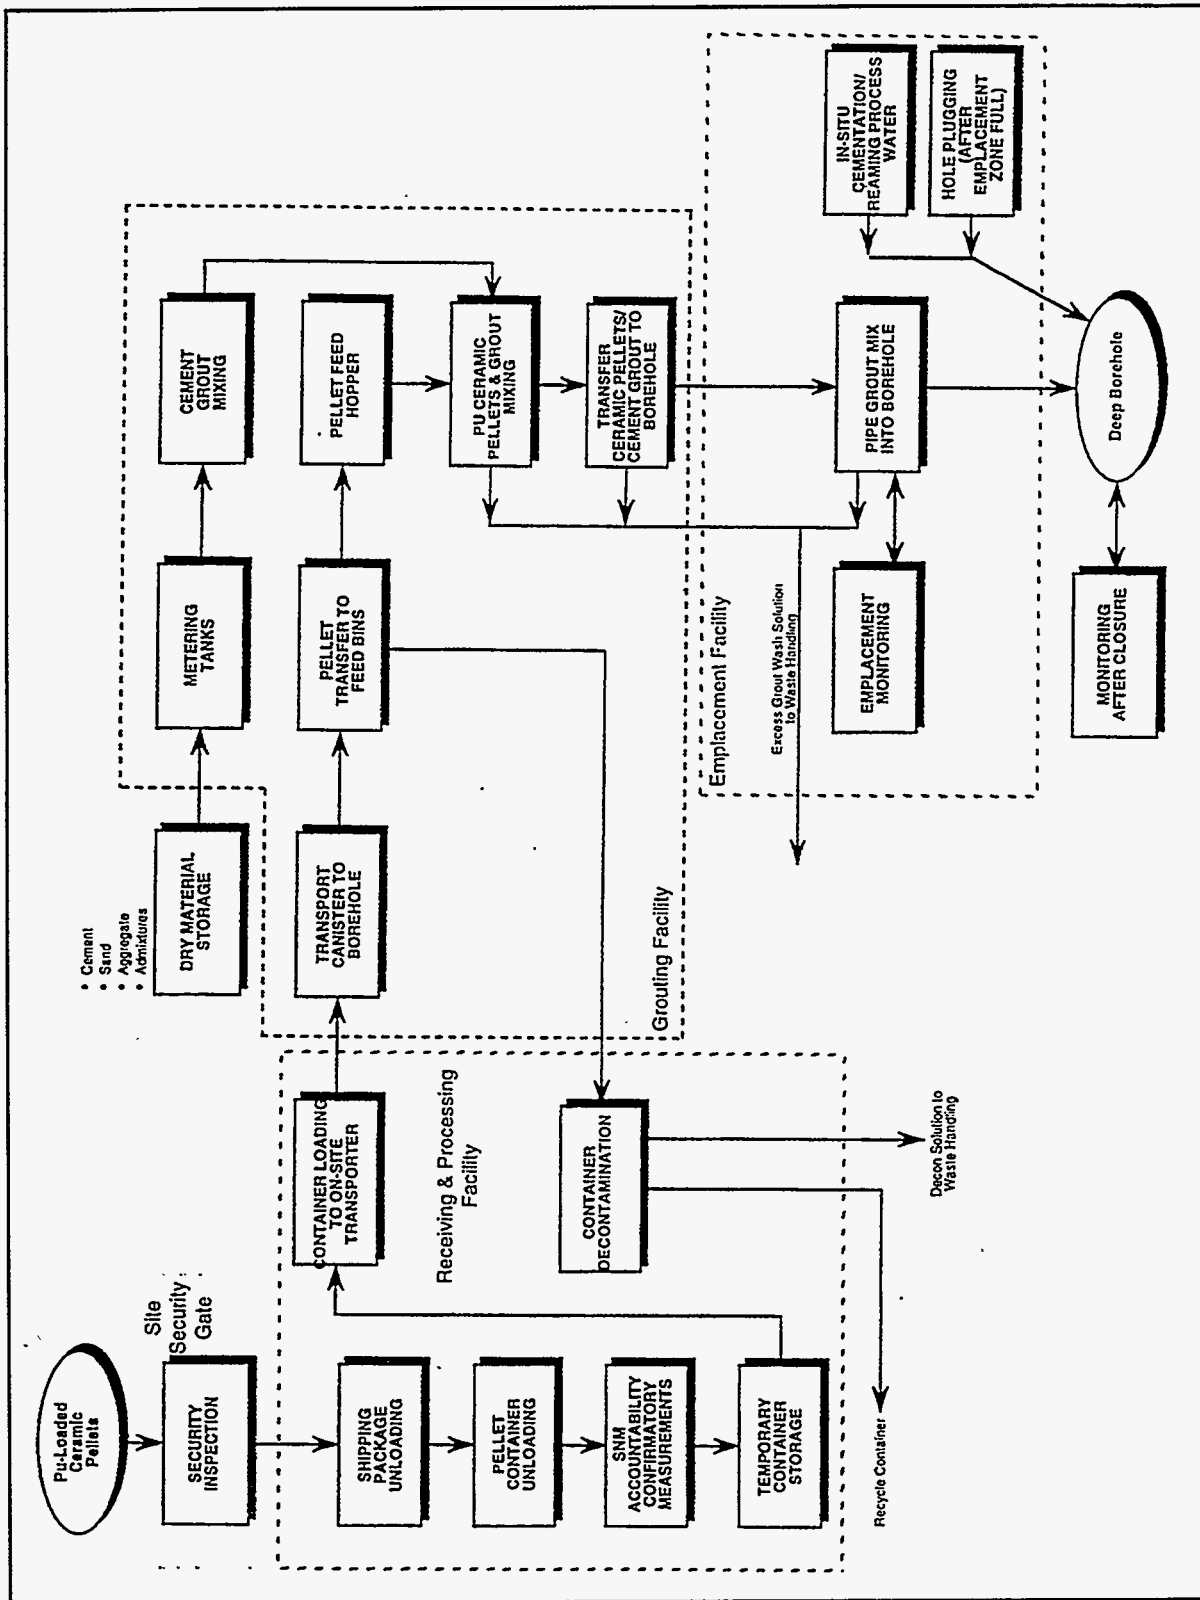 Pu-Loaded
Ceramic
Pellets
Site
Security
Gate
SECURITY
INSPECTION
SHIPPING
PACKAGE
UNLOADING
PELLET
CONTAINER
UNLOADING
SNM
ACCOUNTABILITY
CONFIRMATORY
MEASUREMENTS
TEMPORARY
CONTAINER
STORAGE
CONTAINER LOADING
TO ON-SITE
TRANSPORTER
Receiving & Processing
Facility
CONTAINER
DECONTAMINATION
Recycle Container
Decon Solution to
Waste Handling
• Cement
• Sand
• Aggregate
• Admixtures
DRY MATERIAL
STORAGE
METERING
TANKS
CEMENT
GROUT
MIXING
TRANSPORT
CANISTER TO
BOREHOLE
PELLET
TRANSFER TO
FEED BINS
PELLET FEED
HOPPER
PU CERAMIC
PELLETS & GROUT
MIXING
TRANSFER
CERAMIC PELLETS/
CEMENT GROUT TO
BOREHOLE
Grouting Facility
Emplacement Facility
Excess Grout Wash Solution
to Waste Handling
EMPLACEMENT
MONITORING
PIPE GROUT MIX
INTO BOREHOLE
IN-SITU
CEMENTATION/
REAMING PROCESS
WATER
HOLE PLUGGING
(AFTER
EMPLACEMENT
ZONE FULL)
MONITORING
AFTER CLOSURE
Deep Borehole